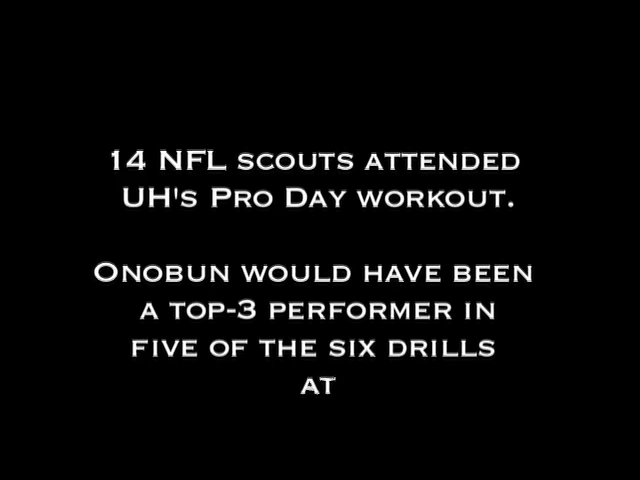 14 NFL SCOUTS ATTENDED
UH'S PRO DAY WORKOUT.
ONOBUN WOULD HAVE BEEN
A TOP-3 PERFORMER IN
FIVE OF THE SIX DRILLS
AT